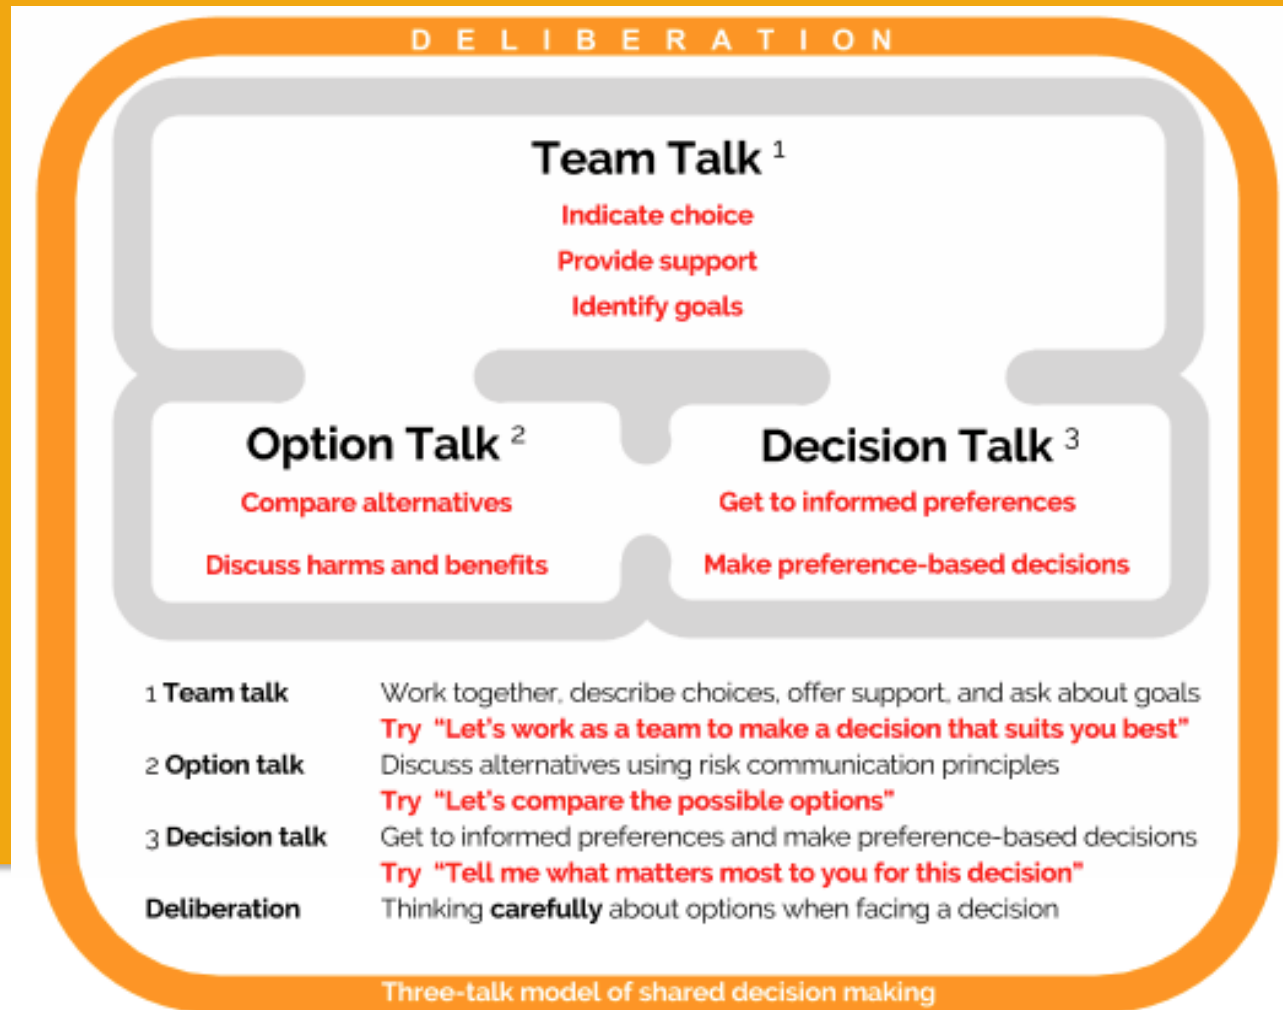 DELIBERATION
Team Talk 1
Indicate choice
Provide support
Identify goals
Option Talk 2
Compare alternatives
Discuss harms and benefits
Decision Talk 3
Get to informed preferences
Make preference-based decisions
1 Team talk Work together, describe choices, offer support, and ask about goals
Try “Let’s work as a team to make a decision that suits you best”
2 Option talk Discuss alternatives using risk communication principles
Try “Let’s compare the possible options”
3 Decision talk Get to informed preferences and make preference-based decisions
Try “Tell me what matters most to you for this decision”
Deliberation Thinking carefully about options when facing a decision
Three-talk model of shared decision making